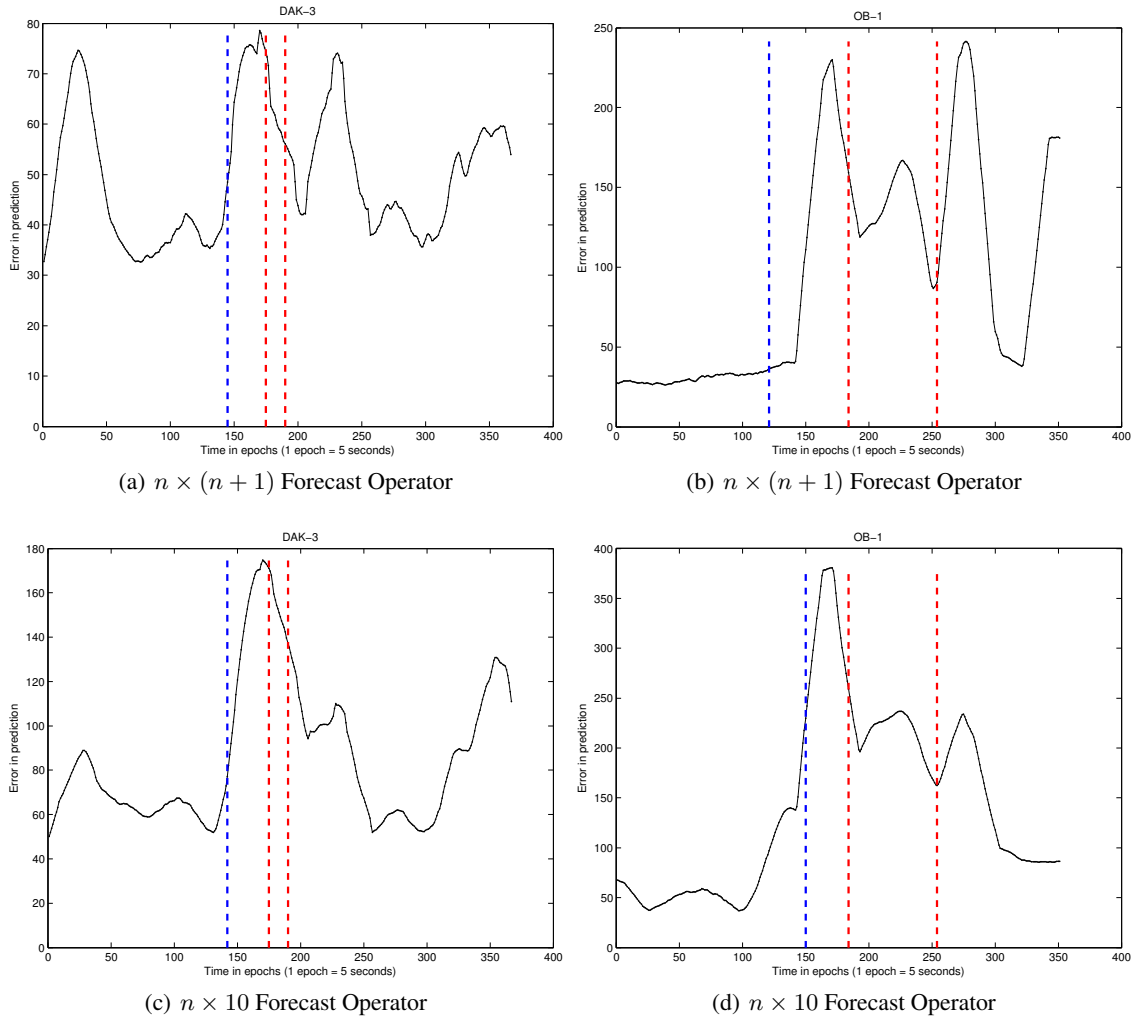 DAK−3
80
70
60
50
40
30
20
10
0
Error in prediction
0 50 100 150 200 250 300 350 400
Time in epochs (1 epoch = 5 seconds)
(a) n × (n + 1) Forecast Operator
OB−1
250
200
150
100
50
0
Error in prediction
0 50 100 150 200 250 300 350 400
Time in epochs (1 epoch = 5 seconds)
(b) n × (n + 1) Forecast Operator
DAK−3
180
160
140
120
100
80
60
40
20
0
Error in prediction
0 50 100 150 200 250 300 350 400
Time in epochs (1 epoch = 5 seconds)
(c) n × 10 Forecast Operator
OB−1
400
350
300
250
200
150
100
50
0
Error in prediction
0 50 100 150 200 250 300 350 400
Time in epochs (1 epoch = 5 seconds)
(d) n × 10 Forecast Operator